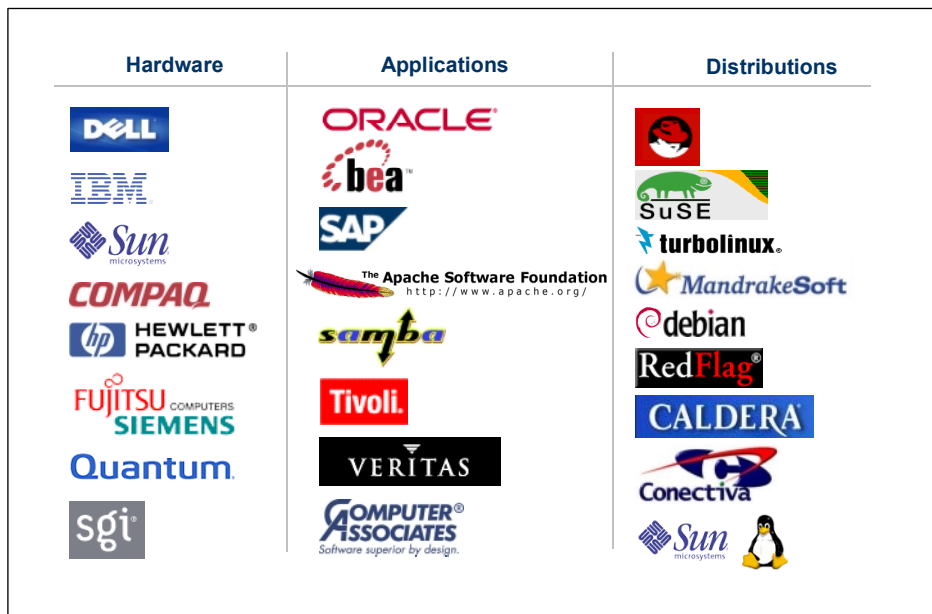 Hardware
Applications
Distributions
DELL
IBM®
Sun
microsystems
COMPAQ
hp HEWLETT®
PACKARD
FUJITSU COMPUTERS
SIEMENS
Quantum®
sgi®
ORACLE®
bea™
SAP
The Apache Software Foundation
http://www.apache.org/
samba
Tivoli.
VERITAS
COMPUTER®
ASSOCIATES
Software superior by design.
SuSE
turbolinux®
MandrakeSoft
debian
RedFlag®
CALDERA®
Conectiva
Sun
microsystems